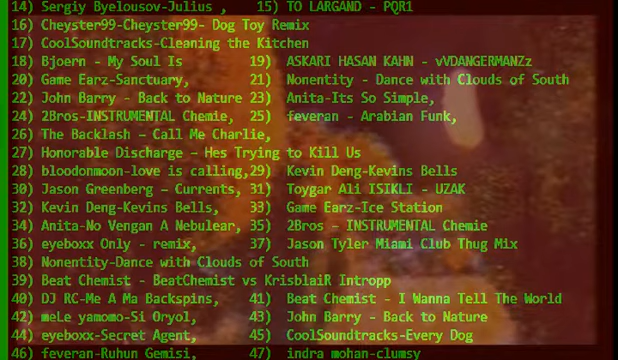 14) Sergiy Byelousov-Julius , 15) TO LARGAND - PQR1
16) Cheyster99-Cheyster99- Dog Toy Remix
17) CoolSoundtracks-Cleaning the Kitchen
18) Bjoern - My Soul Is 19) ASKARI HASAN KAHN - vVDANGERMANZz
20) Game Earz-Sanctuary, 21) Nonentity - Dance with Clouds of South
22) John Barry - Back to Nature 23) Anita-Its So Simple,
24) 2Bros-INSTRUMENTAL Chemie, 25) feveran - Arabian Funk,
26) The Backlash – Call Me Charlie,
27) Honorable Discharge – Hes Trying to Kill Us
28) bloodonmoon-love is calling,29) Kevin Deng-Kevins Bells
30) Jason Greenberg – Currents, 31) Toygar Ali ISIKLI - UZAK
32) Kevin Deng-Kevins Bells, 33) Game Earz-Ice Station
34) Anita-No Vengan A Nebulear, 35) 2Bros - INSTRUMENTAL Chemie
36) eyeboxx Only - remix, 37) Jason Tyler Miami Club Thug Mix
38) Nonentity-Dance with Clouds of South
39) Beat Chemist - BeatChemist vs KrisblaiR Intropp
40) DJ RC-Me A Ma Backspins, 41) Beat Chemist - I Wanna Tell The World
42) meLe yamomo-Si Oryol, 43) John Barry - Back to Nature
44) eyeboxx-Secret Agent, 45) CoolSoundtracks-Every Dog
46) feveran-Ruhun Gemisi, 47) indra mohan-clumsy